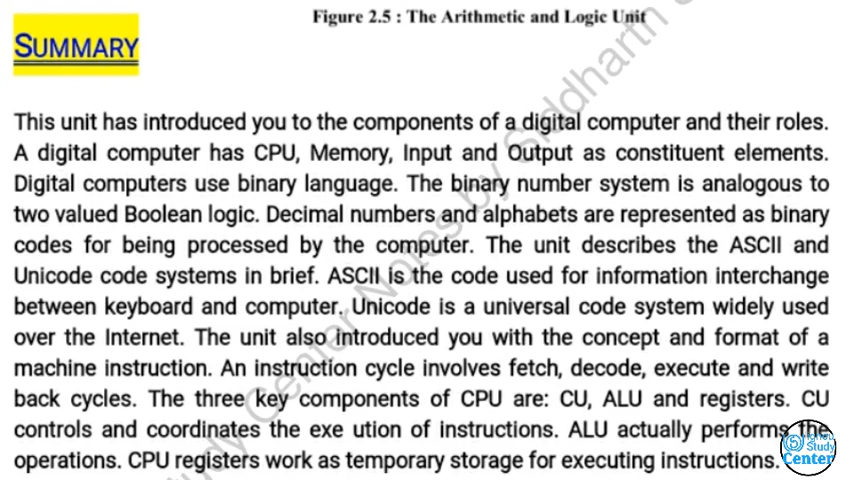 Figure 2.5 : The Arithmetic and Logic Unit
SUMMARY
This unit has introduced you to the components of a digital computer and their roles.
A digital computer has CPU, Memory, Input and Output as constituent elements.
Digital computers use binary language. The binary number system is analogous to
two valued Boolean logic. Decimal numbers and alphabets are represented as binary
codes for being processed by the computer. The unit describes the ASCII and
Unicode code systems in brief. ASCII is the code used for information interchange
between keyboard and computer. Unicode is a universal code system widely used
over the Internet. The unit also introduced you with the concept and format of a
machine instruction. An instruction cycle involves fetch, decode, execute and write
back cycles. The three key components of CPU are: CU, ALU and registers. CU
controls and coordinates the exe ution of instructions. ALU actually performs the
operations. CPU registers work as temporary storage for executing instructions.
Study Center Notes by Siddharth
Study
Center